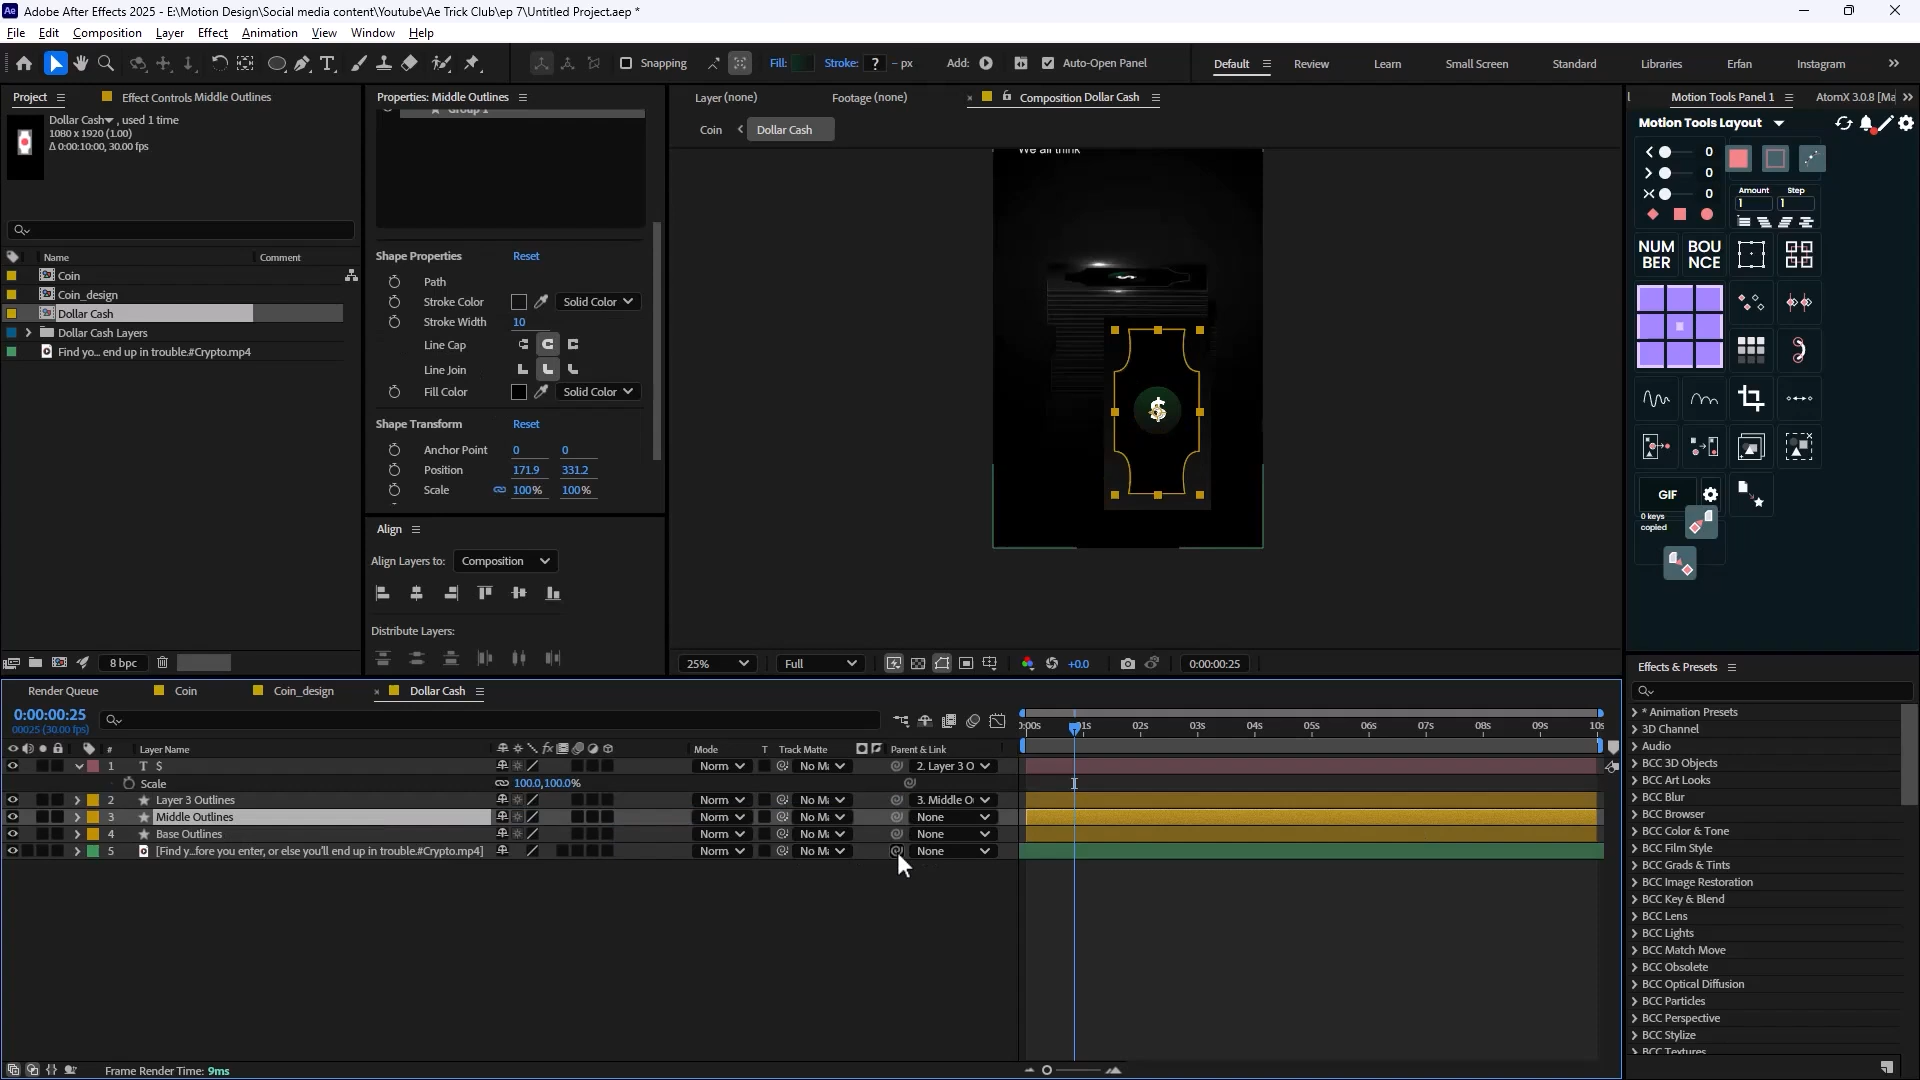 Adobe After Effects 2025 - E:\Motion Design\Social media content\Youtube\Ae Trick Club\ep 7\Untitled Project.aep *
File Edit Composition Layer Effect Animation View Window Help
Snapping Fill: Stroke: ? - px Add: Auto-Open Panel Default Review Learn Small Screen Standard Libraries Erfan Instagram
Project Effect Controls Middle Outlines
Dollar Cash , used 1 time
1080 x 1920 (1.00)
Δ 0:00:10:00, 30.00 fps
Name Comment
Coin
Coin_design
Dollar Cash
Dollar Cash Layers
Find yo... end up in trouble.#Crypto.mp4
8 bpc
Properties: Middle Outlines
Group 1
Shape Properties Reset
Path
Stroke Color Solid Color
Stroke Width 10
Line Cap
Line Join
Fill Color Solid Color
Shape Transform Reset
Anchor Point 0 0
Position 171.9 331.2
Scale 100% 100%
Align
Align Layers to: Composition
Distribute Layers:
Layer (none) Footage (none) Composition Dollar Cash
Coin Dollar Cash
We all think
$
25% Full +0.0 0:00:00:25
Motion Tools Panel 1 AtomX 3.0.8 [Ma
Motion Tools Layout
0
0
0
Amount Step
1 1
NUM
BER
BOU
NCE
GIF
0 keys
copied
Effects & Presets
* Animation Presets
3D Channel
Audio
BCC 3D Objects
BCC Art Looks
BCC Blur
BCC Browser
BCC Color & Tone
BCC Film Style
BCC Grads & Tints
BCC Image Restoration
BCC Key & Blend
BCC Lens
BCC Lights
BCC Match Move
BCC Obsolete
BCC Optical Diffusion
BCC Particles
BCC Perspective
BCC Stylize
BCC Textures
Render Queue Coin Coin_design Dollar Cash
0:00:00:25
00025 (30.00 fps)
# Layer Name Mode T Track Matte Parent & Link
:00s 01s 02s 03s 04s 05s 06s 07s 08s 09s 10s
1 T $ Norm No Ma 2. Layer 3 O
Scale 100.0,100.0%
2 Layer 3 Outlines Norm No Ma 3. Middle O
3 Middle Outlines Norm No Ma None
4 Base Outlines Norm No Ma None
5 [Find y...fore you enter, or else you'll end up in trouble.#Crypto.mp4] Norm No Ma None
Frame Render Time: 9ms